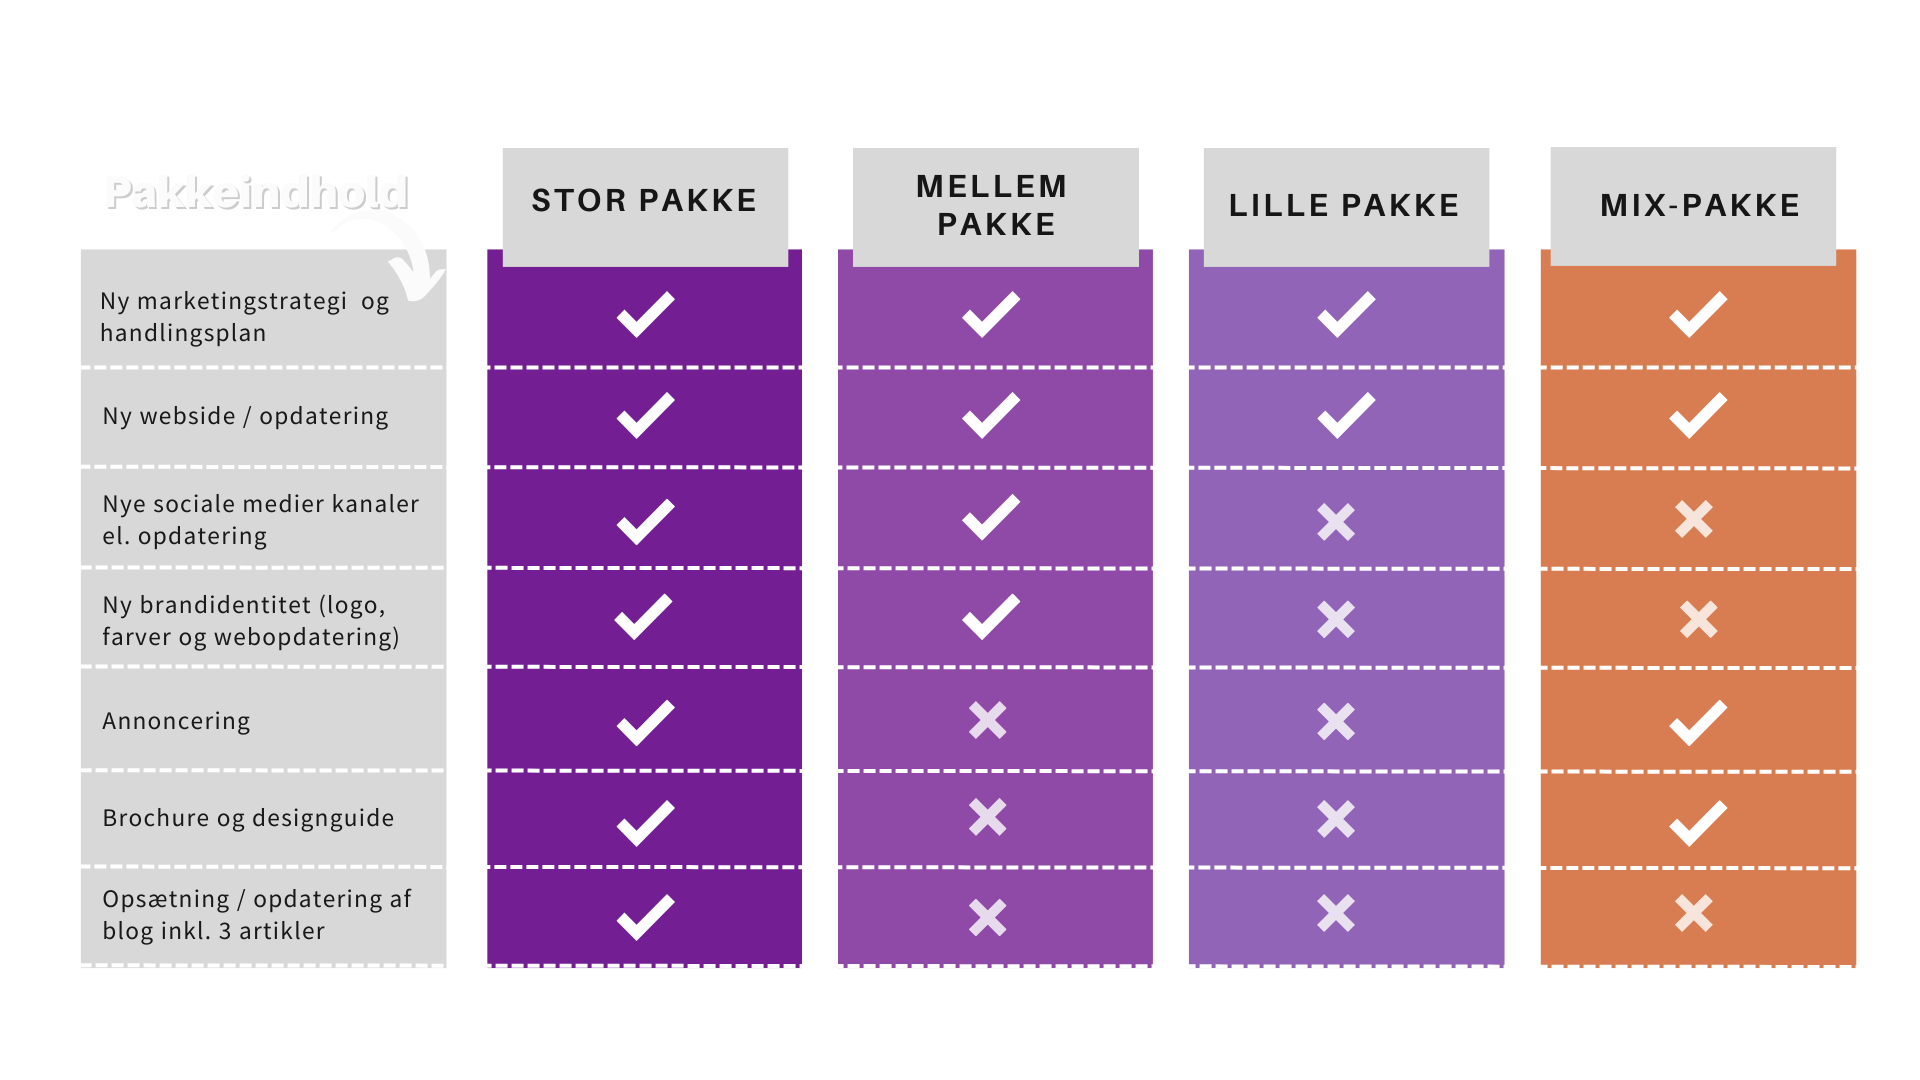 Pakkeindhold
STOR PAKKE
MELLEM
PAKKE
LILLE PAKKE
MIX-PAKKE
Ny marketingstrategi og
handlingsplan
Ny webside / opdatering
Nye sociale medier kanaler
el. opdatering
Ny brandidentitet (logo,
farver og webopdatering)
Annoncering
Brochure og designguide
Opsætning / opdatering af
blog inkl. 3 artikler